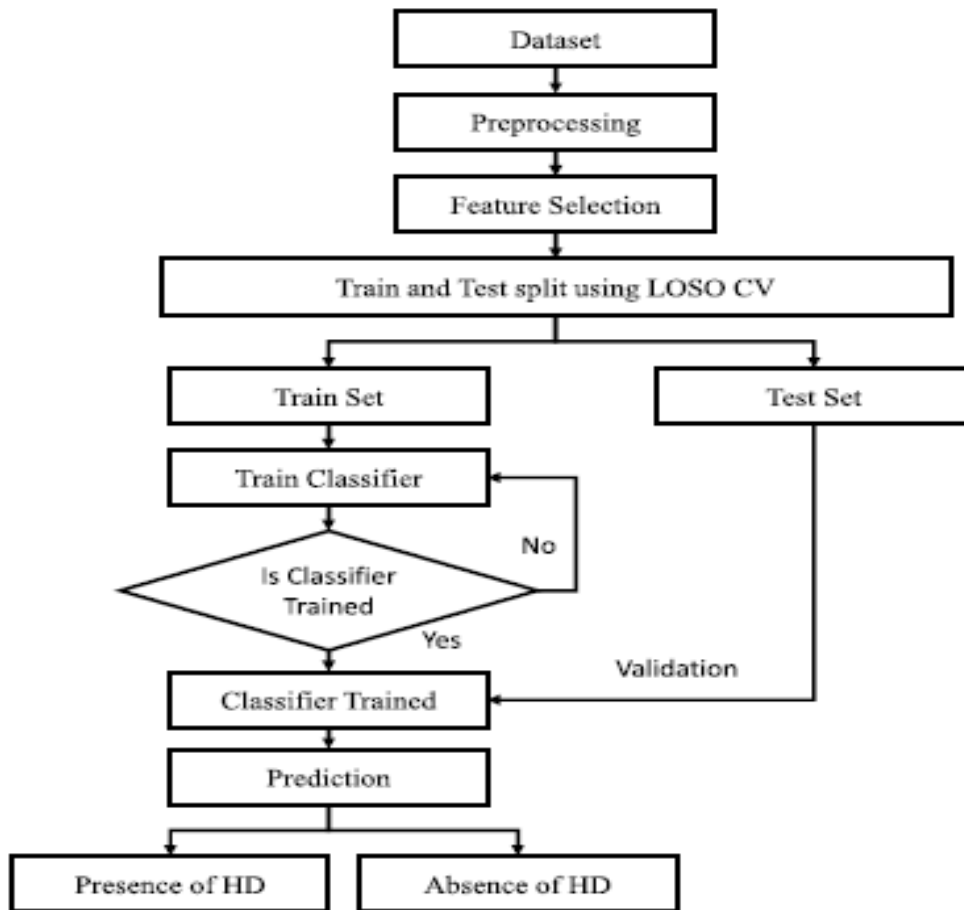 Dataset
Preprocessing
Feature Selection
Train and Test split using LOSO CV
Train Set
Test Set
Train Classifier
No
Is Classifier
Trained
Yes
Validation
Classifier Trained
Prediction
Presence of HD
Absence of HD